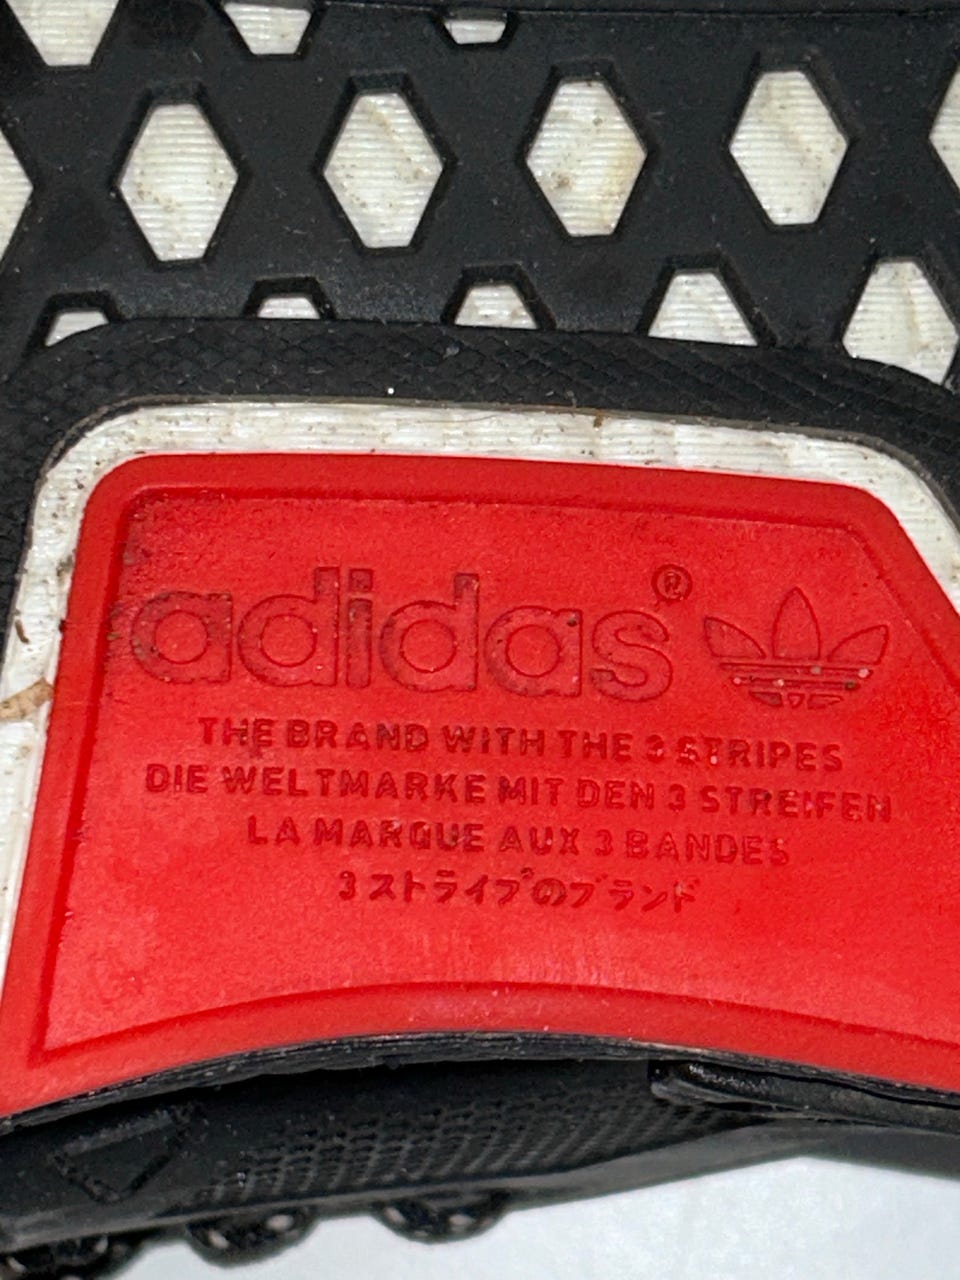 adidas®
THE BRAND WITH THE 3 STRIPES
DIE WELTMARKE MIT DEN 3 STREIFEN
LA MARQUE AUX 3 BANDES
3ストライプのブランド